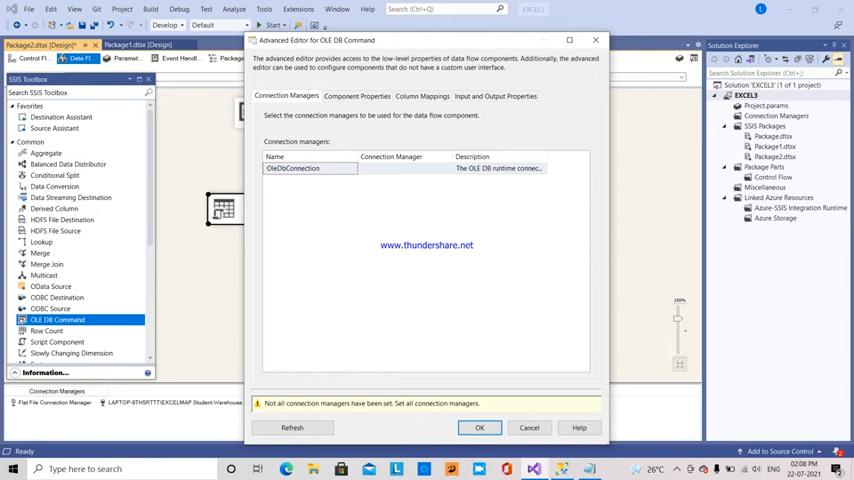 File Edit View Git Project Build Debug Test Analyze Tools Extensions Window Help Search (Ctrl+Q) EXCEL3 L
Develop Default Start
Package2.dtsx [Design]* Package1.dtsx [Design]
Control Fl... Data Fl... Paramet... Event Handl... Package
SSIS Toolbox
Search SSIS Toolbox
Favorites
Destination Assistant
Source Assistant
Common
Aggregate
Balanced Data Distributor
Conditional Split
Data Conversion
Data Streaming Destination
Derived Column
HDFS File Destination
HDFS File Source
Lookup
Merge
Merge Join
Multicast
OData Source
ODBC Destination
ODBC Source
OLE DB Command
Row Count
Script Component
Slowly Changing Dimension
Information...
Connection Managers
Flat File Connection Manager LAPTOP-9TH5RTTT\EXCELMAP.Student Warehouse
Advanced Editor for OLE DB Command
The advanced editor provides access to the low-level properties of data flow components. Additionally, the advanced
editor can be used to configure components that do not have a custom user interface.
Connection Managers Component Properties Column Mappings Input and Output Properties
Select the connection managers to be used for the data flow component.
Connection managers:
Name Connection Manager Description
OleDbConnection The OLE DB runtime connec...
www.thundershare.net
Not all connection managers have been set. Set all connection managers.
Refresh OK Cancel Help
150%
Solution Explorer
Search Solution Explorer (Ctrl+;)
Solution 'EXCEL3' (1 of 1 project)
EXCEL3
Project.params
Connection Managers
SSIS Packages
Package.dtsx
Package1.dtsx
Package2.dtsx
Package Parts
Control Flow
Miscellaneous
Linked Azure Resources
Azure-SSIS Integration Runtime
Azure Storage
Ready Add to Source Control 2
Type here to search 26°C ENG 02:08 PM
22-07-2021